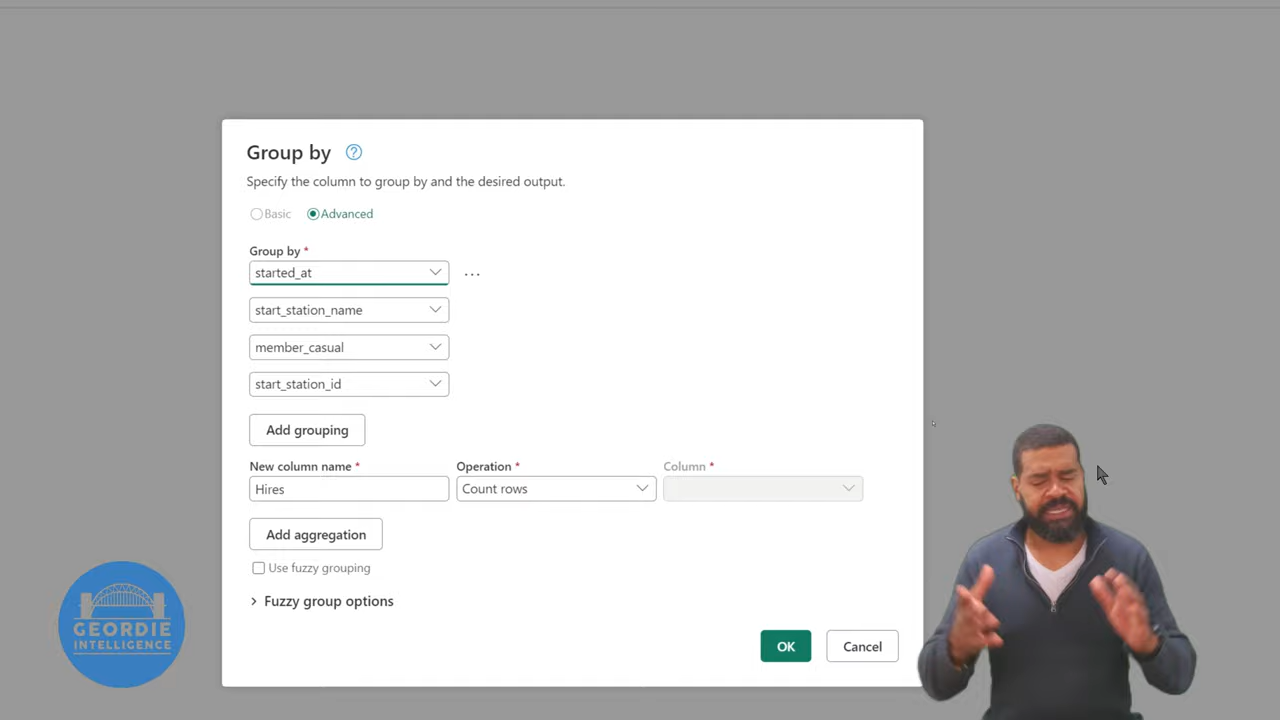 Group by
Specify the column to group by and the desired output.
Basic Advanced
Group by *
started_at
...
start_station_name
member_casual
start_station_id
Add grouping
New column name * Operation * Column *
Hires Count rows
Add aggregation
Use fuzzy grouping
Fuzzy group options
OK Cancel
GEORDIE
INTELLIGENCE